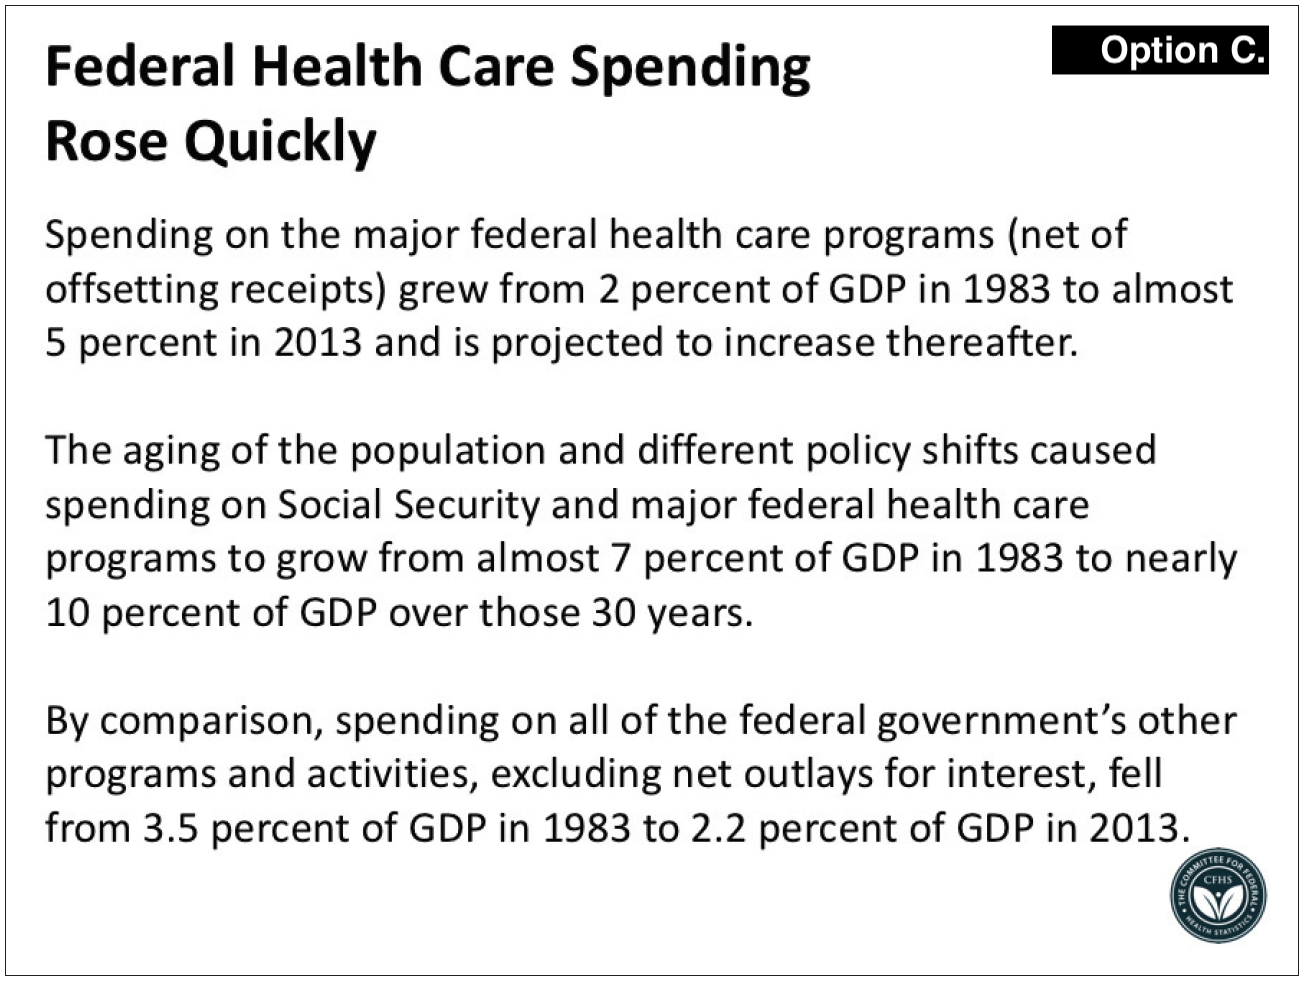 Option C.
Federal Health Care Spending
Rose Quickly
Spending on the major federal health care programs (net of
offsetting receipts) grew from 2 percent of GDP in 1983 to almost
5 percent in 2013 and is projected to increase thereafter.
The aging of the population and different policy shifts caused
spending on Social Security and major federal health care
programs to grow from almost 7 percent of GDP in 1983 to nearly
10 percent of GDP over those 30 years.
By comparison, spending on all of the federal government’s other
programs and activities, excluding net outlays for interest, fell
from 3.5 percent of GDP in 1983 to 2.2 percent of GDP in 2013.
THE COMMITTEE FOR FEDERAL
CFHS
HEALTH STATISTICS